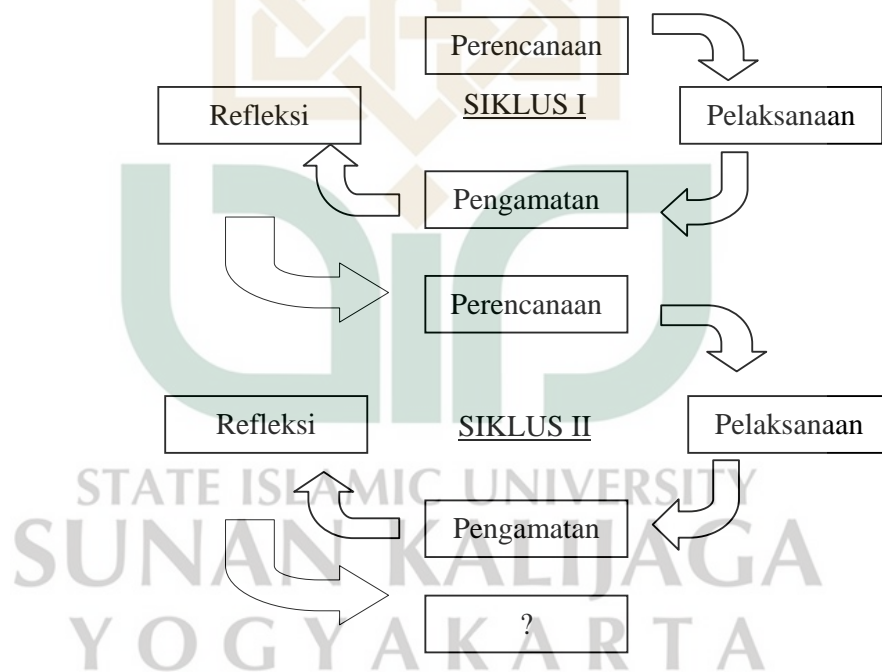 Perencanaan
Refleksi
SIKLUS I
Pelaksanaan
Pengamatan
Perencanaan
Refleksi
SIKLUS II
Pelaksanaan
STATE ISLAMIC UNIVERSITY
Pengamatan
SUNAN KALIJAGA
?
YOGYAKARTA